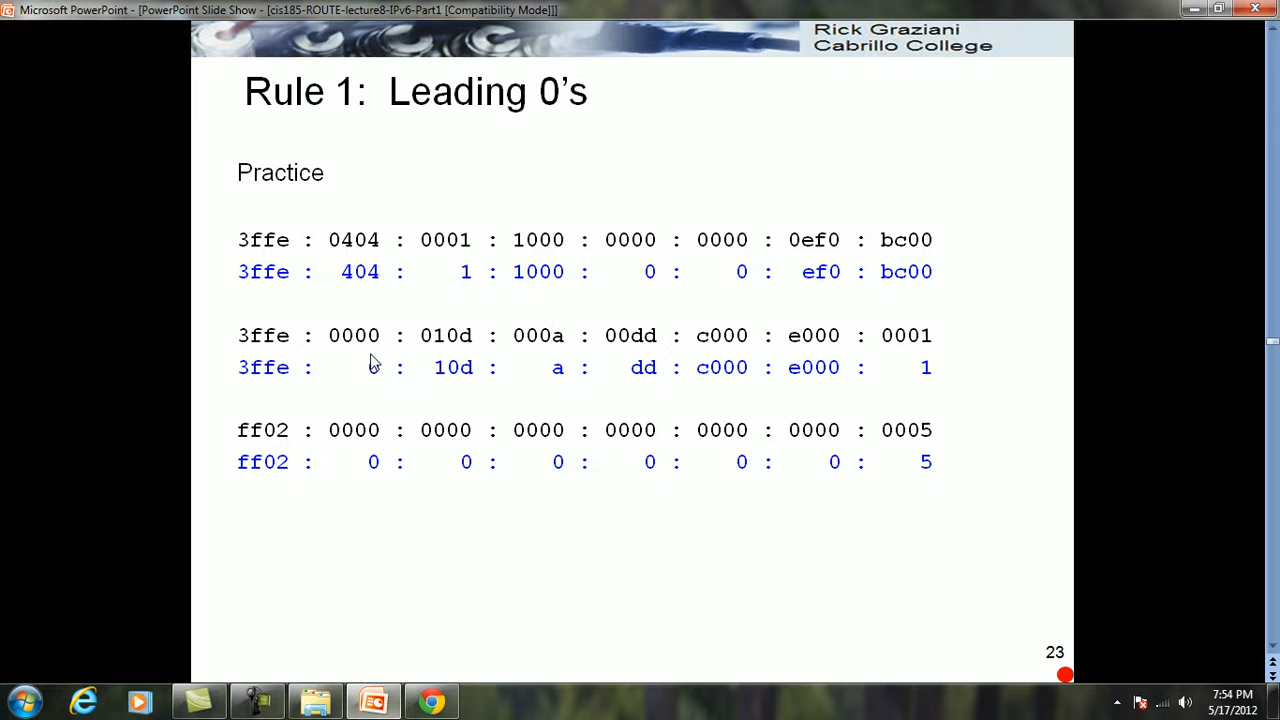 Microsoft PowerPoint - [PowerPoint Slide Show - [cis185-ROUTE-lecture8-IPv6-Part1 [Compatibility Mode]]]
Rick Graziani
Cabrillo College
Rule 1: Leading 0's
Practice
3ffe : 0404 : 0001 : 1000 : 0000 : 0000 : 0ef0 : bc00
3ffe : 404 : 1 : 1000 : 0 : 0 : ef0 : bc00
3ffe : 0000 : 010d : 000a : 00dd : c000 : e000 : 0001
3ffe : 0 : 10d : a : dd : c000 : e000 : 1
ff02 : 0000 : 0000 : 0000 : 0000 : 0000 : 0000 : 0005
ff02 : 0 : 0 : 0 : 0 : 0 : 0 : 5
23
7:54 PM
5/17/2012